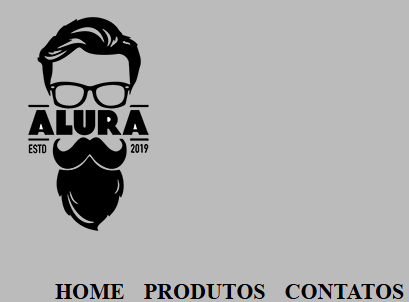 ALURA
ESTD 2019
HOME PRODUTOS CONTATOS